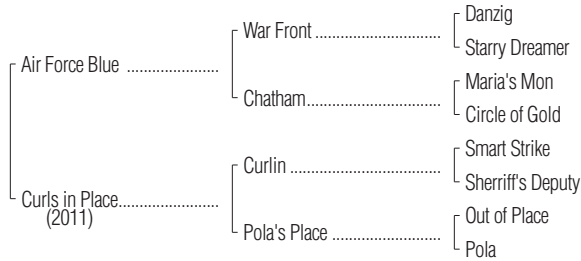 Danzig
War Front
Starry Dreamer
Air Force Blue
Maria's Mon
Chatham
Circle of Gold
Smart Strike
Curlin
Sherriff's Deputy
Curls in Place
(2011)
Out of Place
Pola's Place
Pola